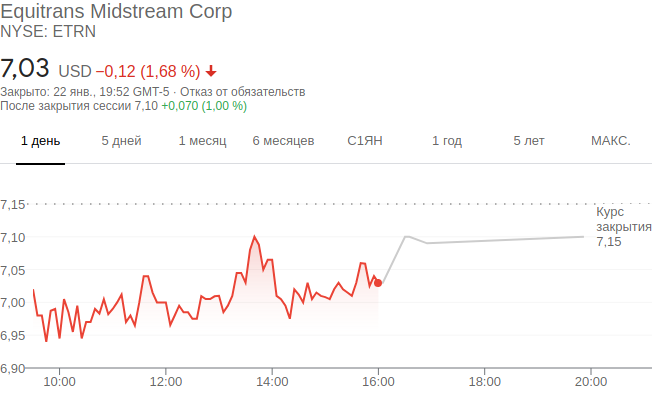 Equitrans Midstream Corp
NYSE: ETRN
7,03 USD −0,12 (1,68 %)
Закрыто: 22 янв., 19:52 GMT-5 · Отказ от обязательств
После закрытия сессии 7,10 +0,070 (1,00 %)
1 день 5 дней 1 месяц 6 месяцев С1ЯН 1 год 5 лет МАКС.
7,15
Курс
закрытия
7,15
7,10
7,05
7,00
6,95
6,90
10:00 12:00 14:00 16:00 18:00 20:00